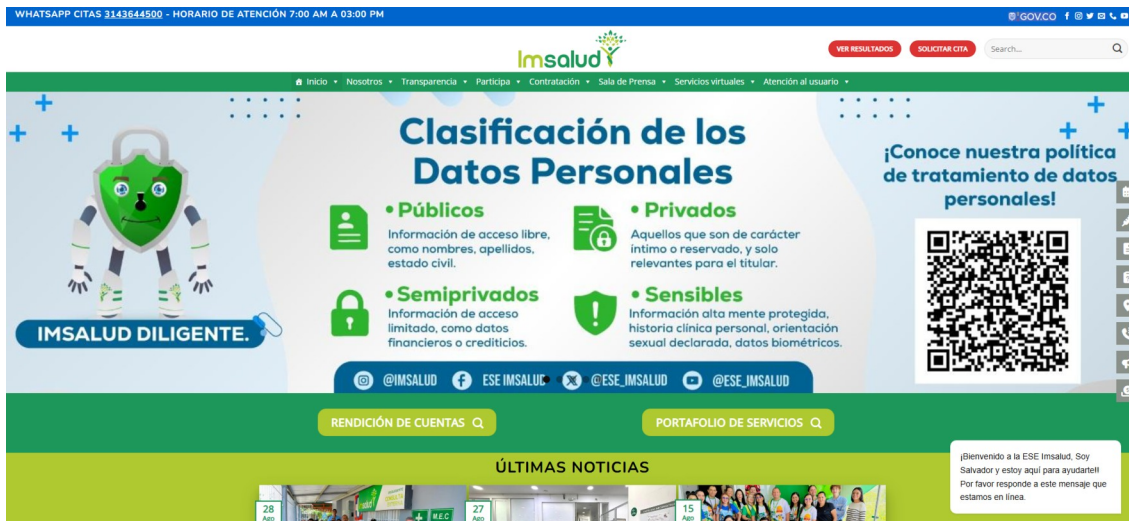 WHATSAPP CITAS 3143644500 - HORARIO DE ATENCIÓN 7:00 AM A 03:00 PM
GOV.CO
Imsalud
VER RESULTADOS
SOLICITAR CITA
Search...
Inicio Nosotros Transparencia Participa Contratación Sala de Prensa Servicios virtuales Atención al usuario
Clasificación de los
Datos Personales
• Públicos
Información de acceso libre,
como nombres, apellidos,
estado civil.
• Privados
Aquellos que son de carácter
íntimo o reservado, y solo
relevantes para el titular.
• Semiprivados
Información de acceso
limitado, como datos
financieros o crediticios.
• Sensibles
Información alta mente protegida,
historia clínica personal, orientación
sexual declarada, datos biométricos.
¡Conoce nuestra política
de tratamiento de datos
personales!
IMSALUD DILIGENTE.
@IMSALUD ESE IMSALUD @ESE_IMSALUD @ESE_IMSALUD
RENDICIÓN DE CUENTAS
PORTAFOLIO DE SERVICIOS
ÚLTIMAS NOTICIAS
28
Ago
M.E.C
27
Ago
15
Ago
¡Bienvenido a la ESE Imsalud, Soy
Salvador y estoy aquí para ayudarte!!
Por favor responde a este mensaje que
estamos en línea.